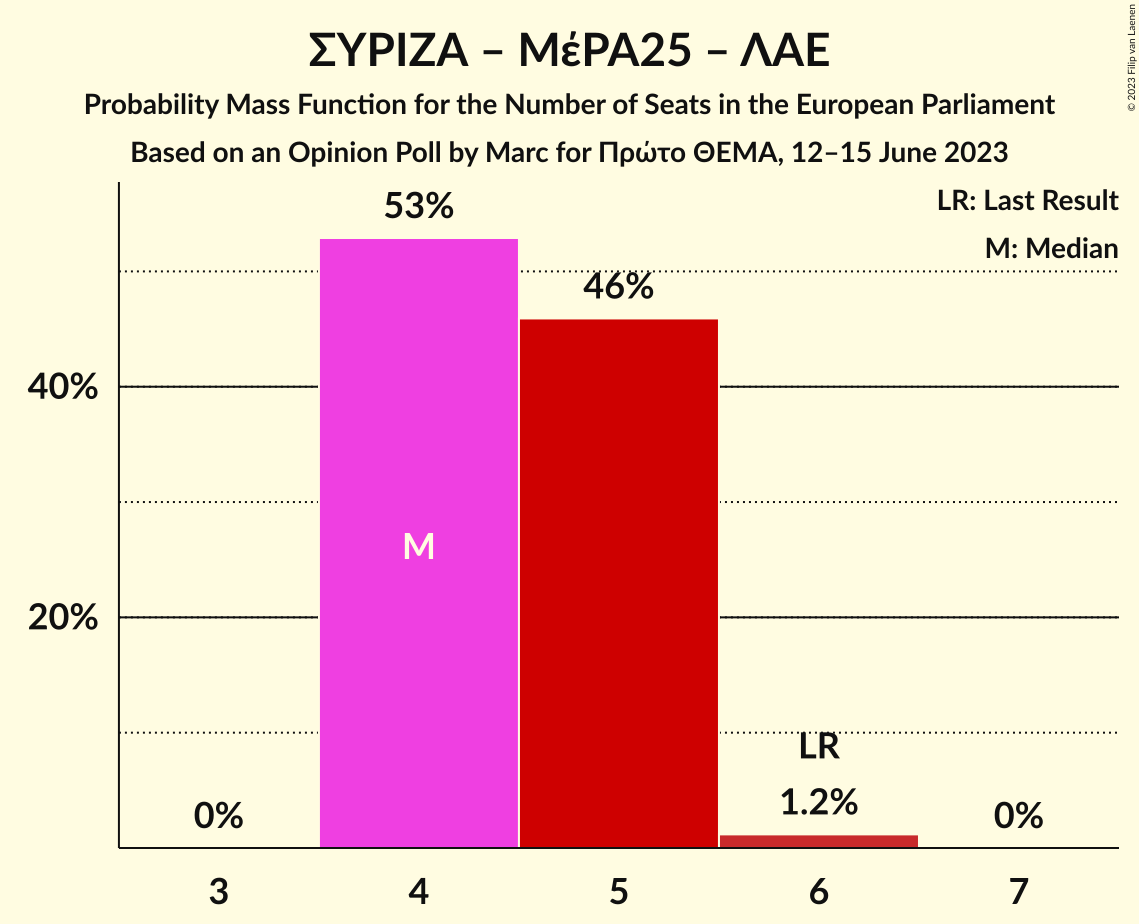 ΣΥΡΙΖΑ – ΜέΡΑ25 – ΛΑΕ
Probability Mass Function for the Number of Seats in the European Parliament
Based on an Opinion Poll by Marc for Πρώτο ΘΕΜΑ, 12–15 June 2023
© 2023 Filip van Laenen
LR: Last Result
M: Median
53%
46%
40%
M
20%
LR
1.2%
0%
0%
3 4 5 6 7